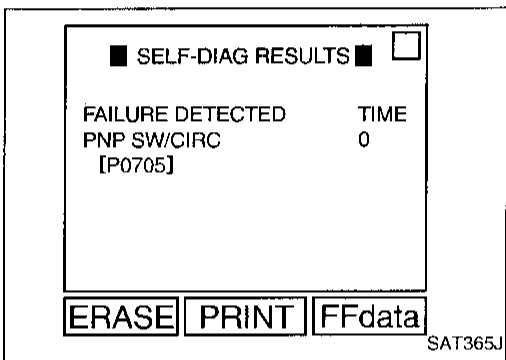 SELF-DIAG RESULTS
FAILURE DETECTED TIME
PNP SW/CIRC 0
[P0705]
ERASE PRINT FFdata
SAT365J